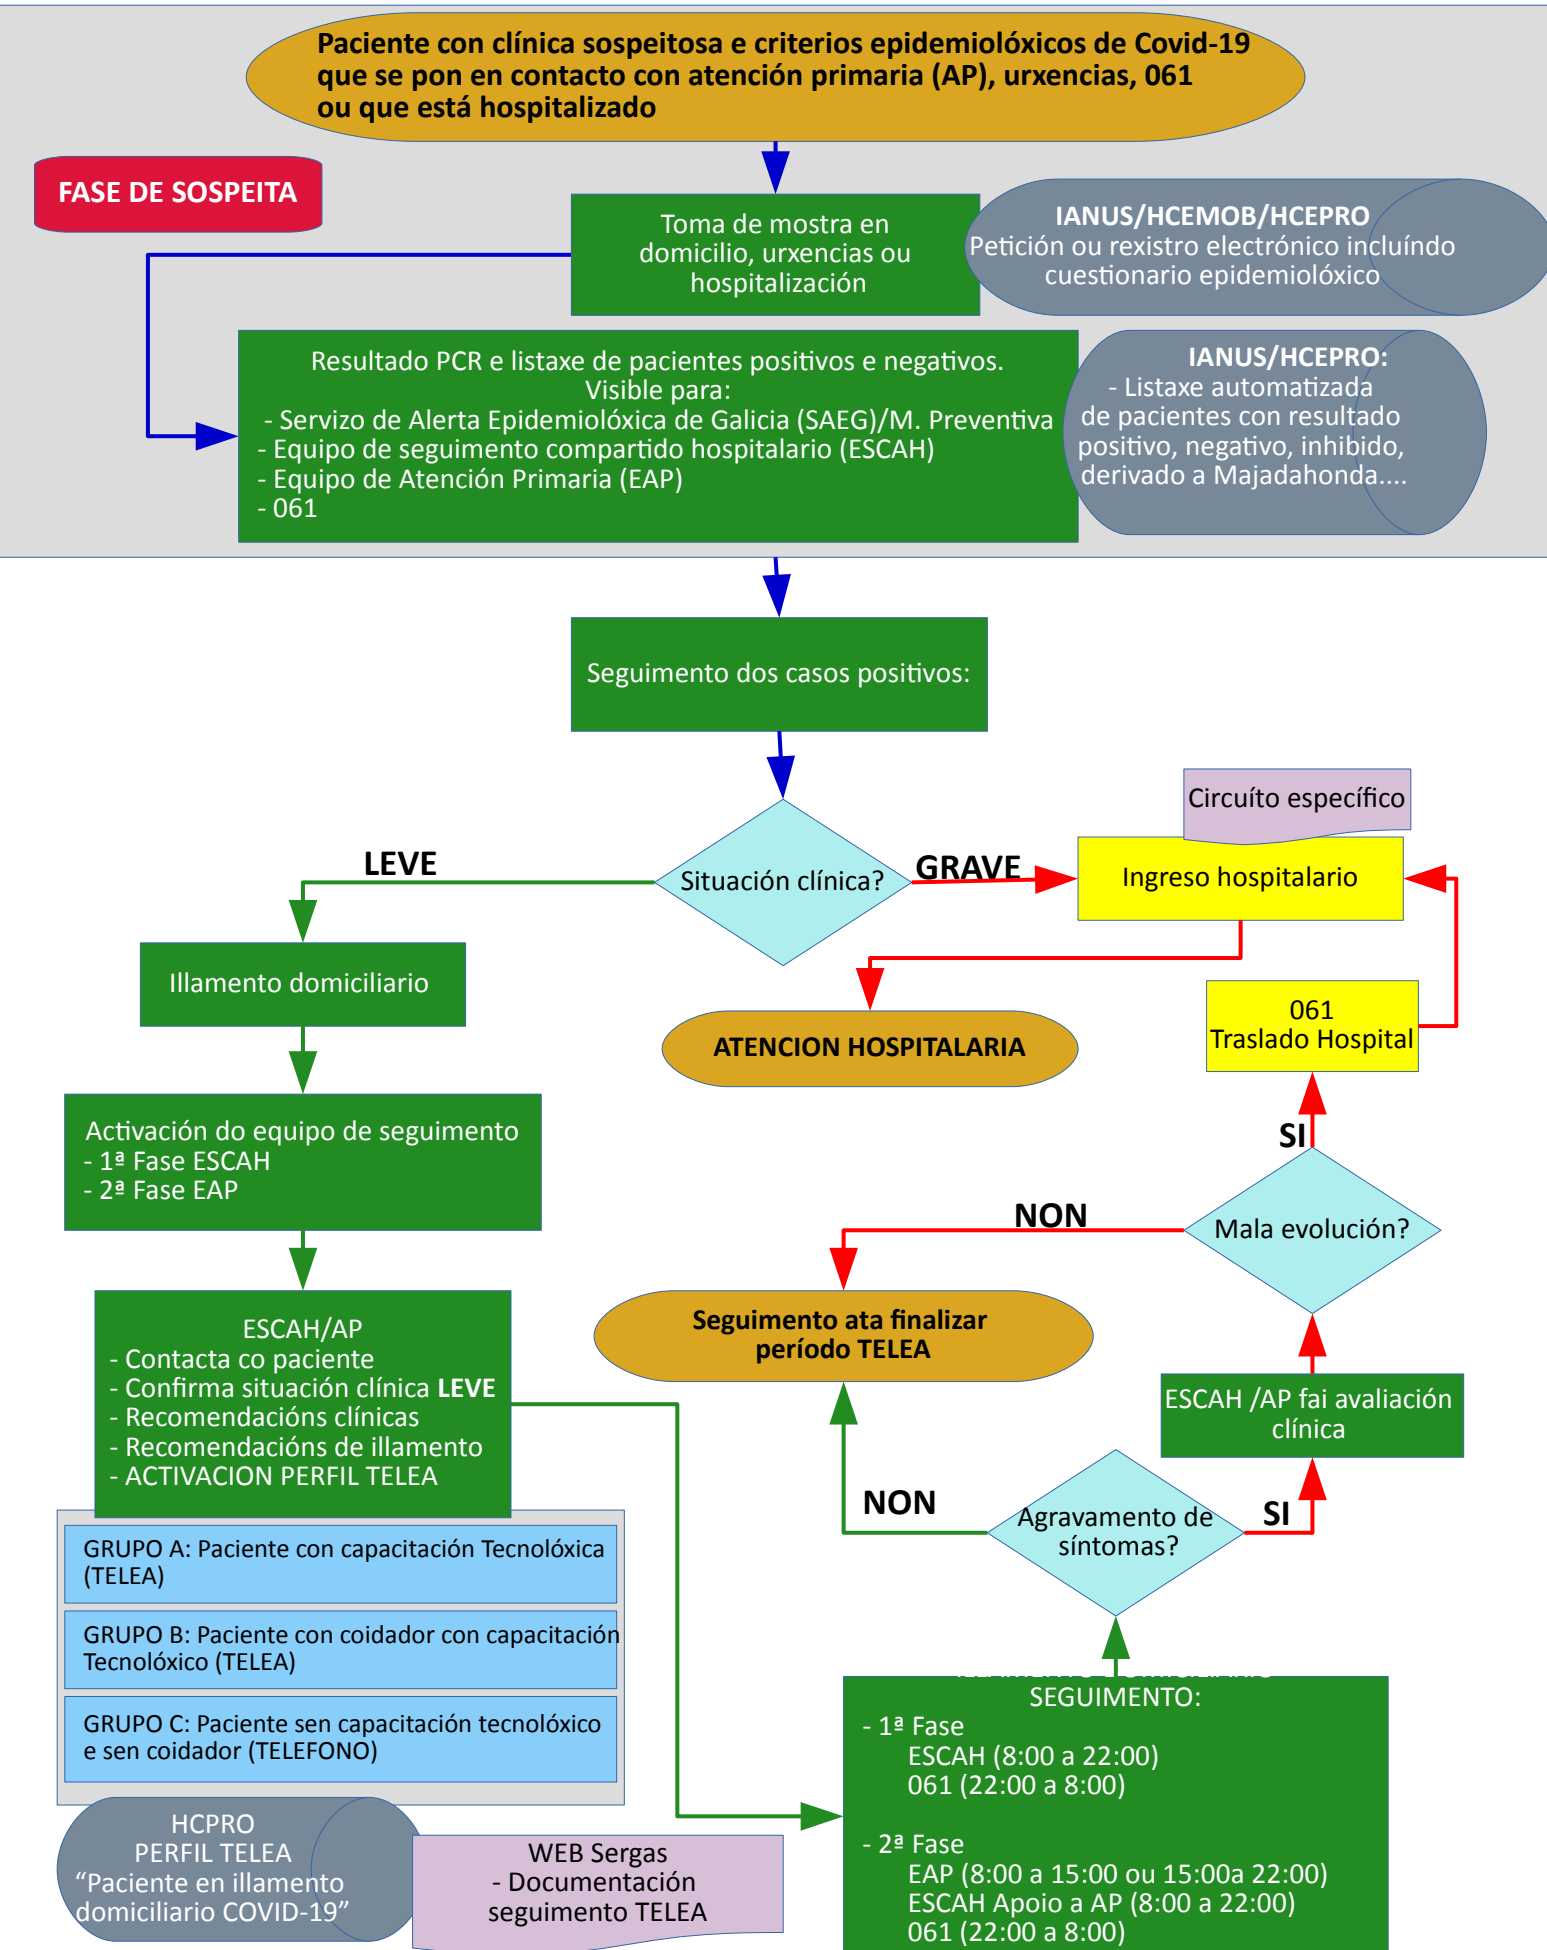 Paciente con clínica sospeitosa e criterios epidemiolóxicos de Covid-19
que se pon en contacto con atención primaria (AP), urxencias, 061
ou que está hospitalizado
FASE DE SOSPEITA
Toma de mostra en
domicilio, urxencias ou
hospitalización
IANUS/HCEMOB/HCEPRO
Petición ou rexistro electrónico incluíndo
cuestionario epidemiolóxico
Resultado PCR e listaxe de pacientes positivos e negativos.
Visible para:
- Servizo de Alerta Epidemiolóxica de Galicia (SAEG)/M. Preventiva
- Equipo de seguimento compartido hospitalario (ESCAH)
- Equipo de Atención Primaria (EAP)
- 061
IANUS/HCEPRO:
- Listaxe automatizada
de pacientes con resultado
positivo, negativo, inhibido,
derivado a Majadahonda....
Seguimento dos casos positivos:
Situación clínica?
LEVE
GRAVE
Circuíto específico
Ingreso hospitalario
Illamento domiciliario
ATENCION HOSPITALARIA
061
Traslado Hospital
SI
Activación do equipo de seguimento
- 1ª Fase ESCAH
- 2ª Fase EAP
Mala evolución?
NON
Seguimento ata finalizar
período TELEA
ESCAH/AP
- Contacta co paciente
- Confirma situación clínica LEVE
- Recomendacións clínicas
- Recomendacións de illamento
- ACTIVACION PERFIL TELEA
ESCAH /AP fai avaliación
clínica
NON
Agravamento de
síntomas?
SI
GRUPO A: Paciente con capacitación Tecnolóxica
(TELEA)
GRUPO B: Paciente con coidador con capacitación
Tecnolóxico (TELEA)
GRUPO C: Paciente sen capacitación tecnolóxico
e sen coidador (TELEFONO)
HCPRO
PERFIL TELEA
“Paciente en illamento
domiciliario COVID-19”
WEB Sergas
- Documentación
seguimento TELEA
SEGUIMENTO:
- 1ª Fase
ESCAH (8:00 a 22:00)
061 (22:00 a 8:00)
- 2ª Fase
EAP (8:00 a 15:00 ou 15:00a 22:00)
ESCAH Apoio a AP (8:00 a 22:00)
061 (22:00 a 8:00)